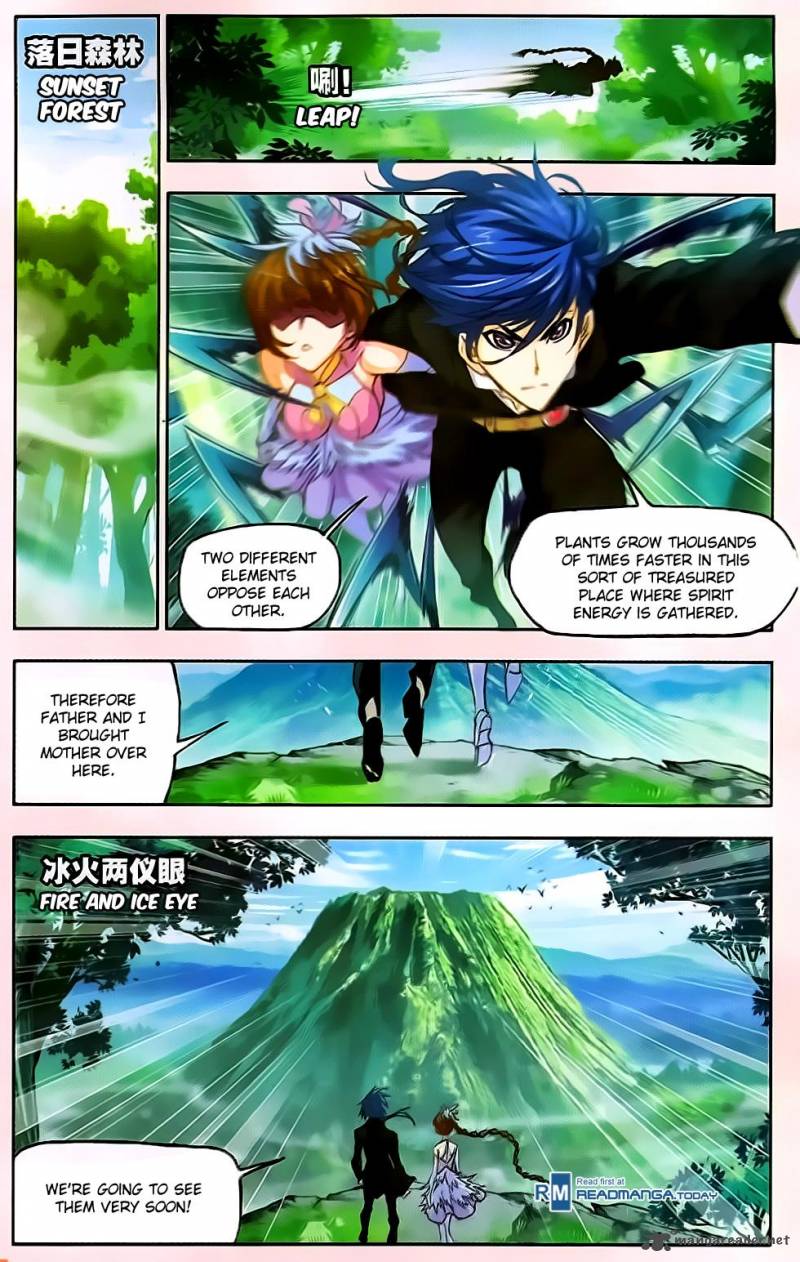 落日森林
SUNSET
FOREST
唰!
LEAP!
TWO DIFFERENT
ELEMENTS
OPPOSE EACH
OTHER.
PLANTS GROW THOUSANDS
OF TIMES FASTER IN THIS
SORT OF TREASURED
PLACE WHERE SPIRIT
ENERGY IS GATHERED.
THEREFORE
FATHER AND I
BROUGHT
MOTHER OVER
HERE.
冰火两仪眼
FIRE AND ICE EYE
WE'RE GOING TO SEE
THEM VERY SOON!
RM
Read first at
READMANGA.TODAY
mangareader.net